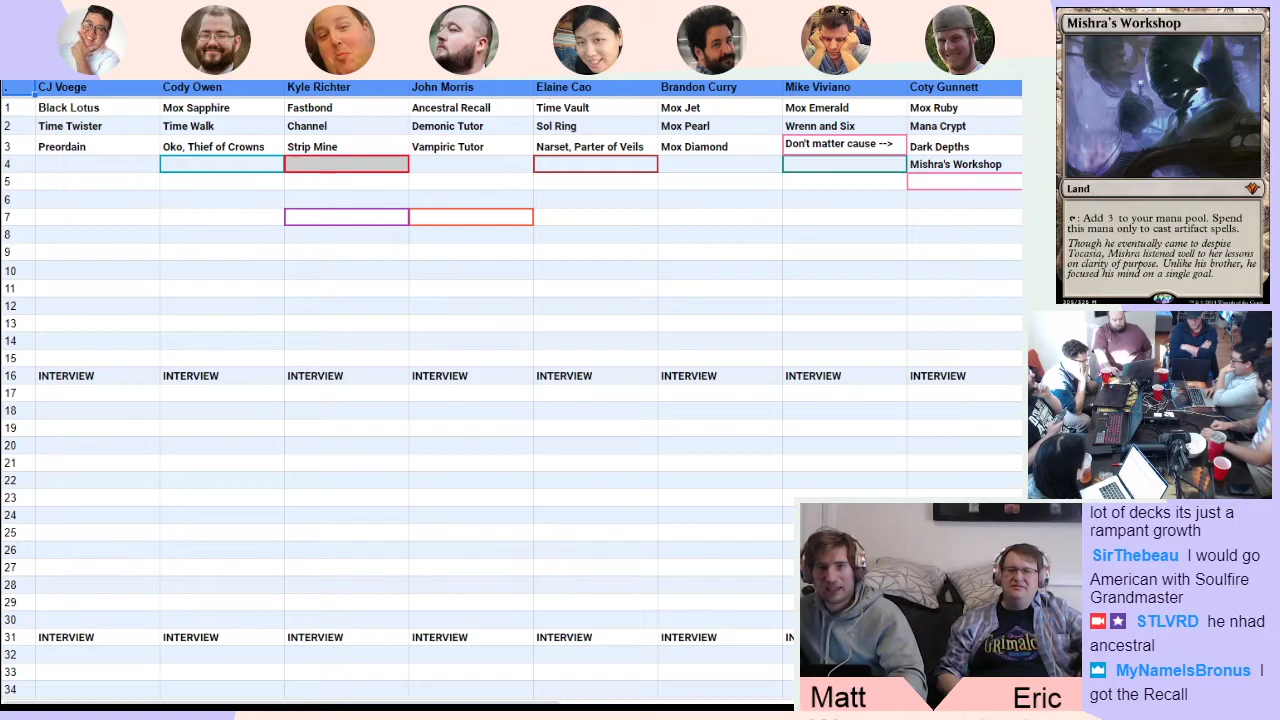 . CJ Voege Cody Owen Kyle Richter John Morris Elaine Cao Brandon Curry Mike Viviano Coty Gunnett
1 Black Lotus Mox Sapphire Fastbond Ancestral Recall Time Vault Mox Jet Mox Emerald Mox Ruby
2 Time Twister Time Walk Channel Demonic Tutor Sol Ring Mox Pearl Wrenn and Six Mana Crypt
3 Preordain Oko, Thief of Crowns Strip Mine Vampiric Tutor Narset, Parter of Veils Mox Diamond Don't matter cause --> Dark Depths
4 Mishra's Workshop
5
6
7
8
9
10
11
12
13
14
15
16 INTERVIEW INTERVIEW INTERVIEW INTERVIEW INTERVIEW INTERVIEW INTERVIEW INTERVIEW
17
18
19
20
21
22
23
24
25
26
27
28
29
30
31 INTERVIEW INTERVIEW INTERVIEW INTERVIEW INTERVIEW INTERVIEW IN
32
33
34
Mishra's Workshop
Land
: Add 3 to your mana pool. Spend
this mana only to cast artifact spells.
Though he eventually came to despise
Tocasia, Mishra listened well to her lessons
on clarity of purpose. Unlike his brother, he
focused his mind on a single goal.
305/325 M
lot of decks its just a
rampant growth
SirThebeau I would go
American with Soulfire
Grandmaster
STLVRD he nhad
ancestral
MyNameIsBronus I
got the Recall
Matt Eric